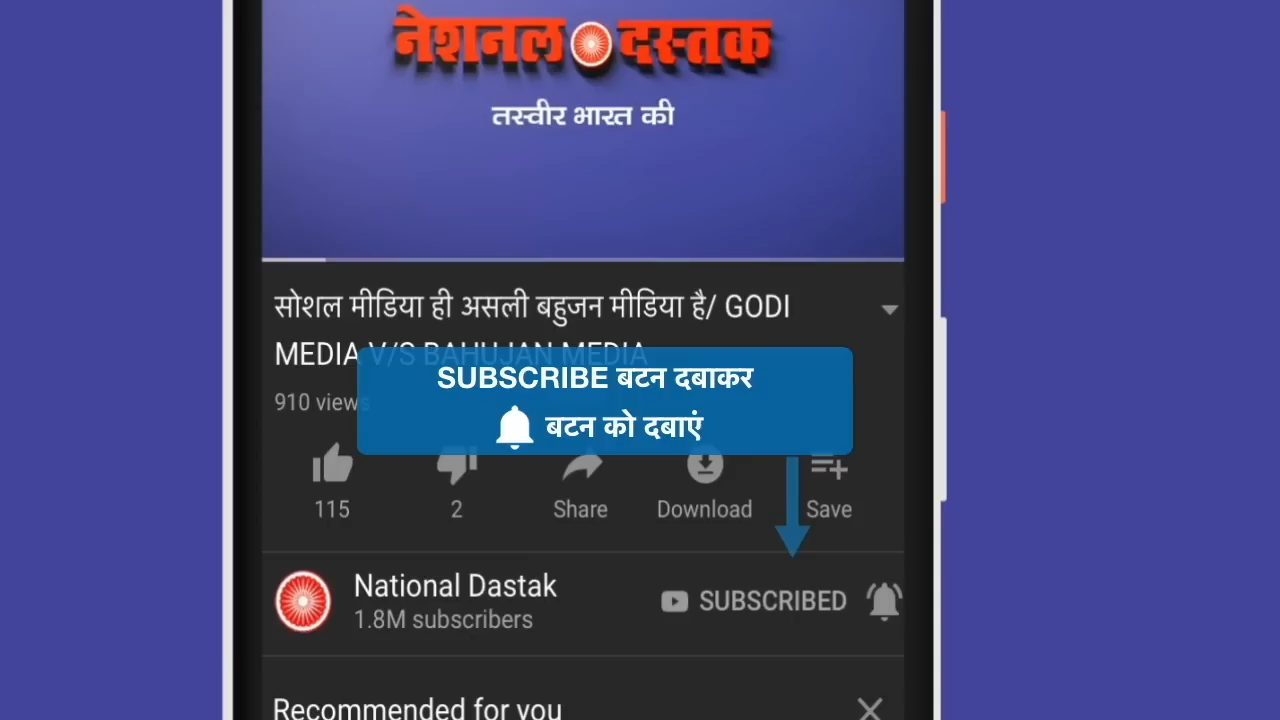 नेशनल दस्तक
तस्वीर भारत की
सोशल मीडिया ही असली बहुजन मीडिया है/ GODI
MEDIA V/S BAHUJAN MEDIA
910 views
SUBSCRIBE बटन दबाकर
बटन को दबाएं
115
2
Share
Download
Save
National Dastak
1.8M subscribers
SUBSCRIBED
Recommended for you